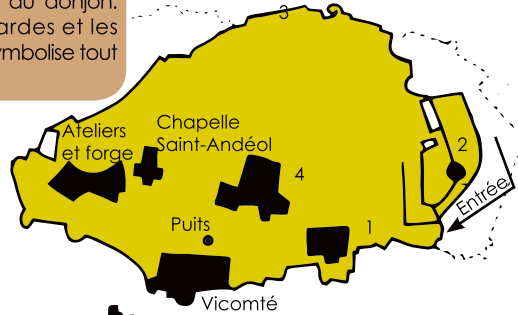 au donjon.
ardes et les
mbolise tout
3
Ateliers
et forge
Chapelle
Saint-Andéol
2
4
Entrée
Puits
1
Vicomté